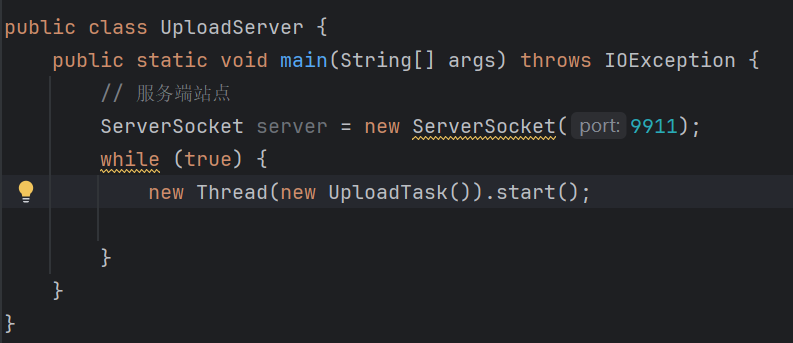 public class UploadServer {
public static void main(String[] args) throws IOException {
// 服务端站点
ServerSocket server = new ServerSocket( port: 9911);
while (true) {
new Thread(new UploadTask()).start();
}
}
}